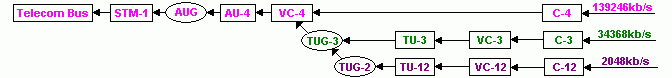 Telecom Bus STM-1 AUG AU-4 VC-4 C-4 139246kb/s
TUG-3 TU-3 VC-3 C-3 34368kb/s
TUG-2 TU-12 VC-12 C-12 2048kb/s